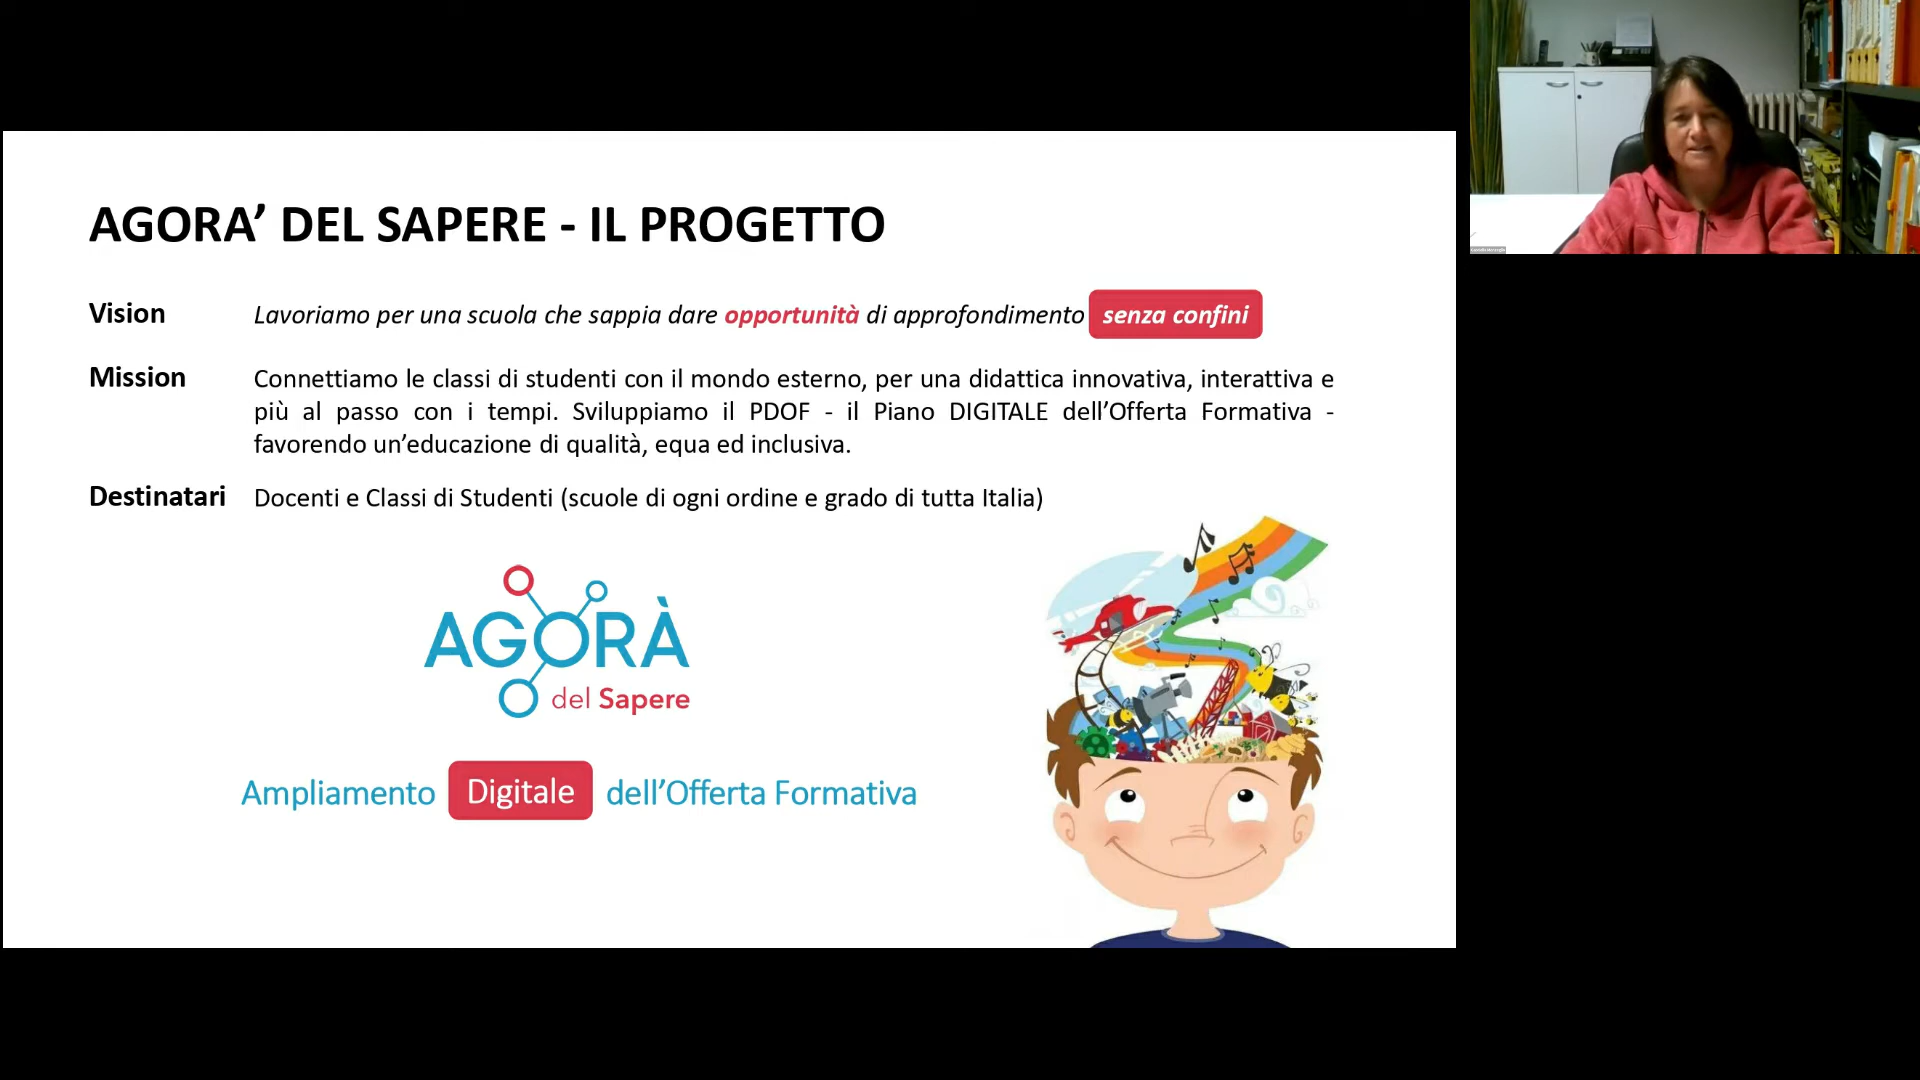 AGORA’ DEL SAPERE - IL PROGETTO
Vision
Lavoriamo per una scuola che sappia dare opportunità di approfondimento senza confini
Mission
Connettiamo le classi di studenti con il mondo esterno, per una didattica innovativa, interattiva e
più al passo con i tempi. Sviluppiamo il PDOF - il Piano DIGITALE dell’Offerta Formativa -
favorendo un’educazione di qualità, equa ed inclusiva.
Destinatari
Docenti e Classi di Studenti (scuole di ogni ordine e grado di tutta Italia)
AGORÀ
del Sapere
Ampliamento Digitale dell’Offerta Formativa